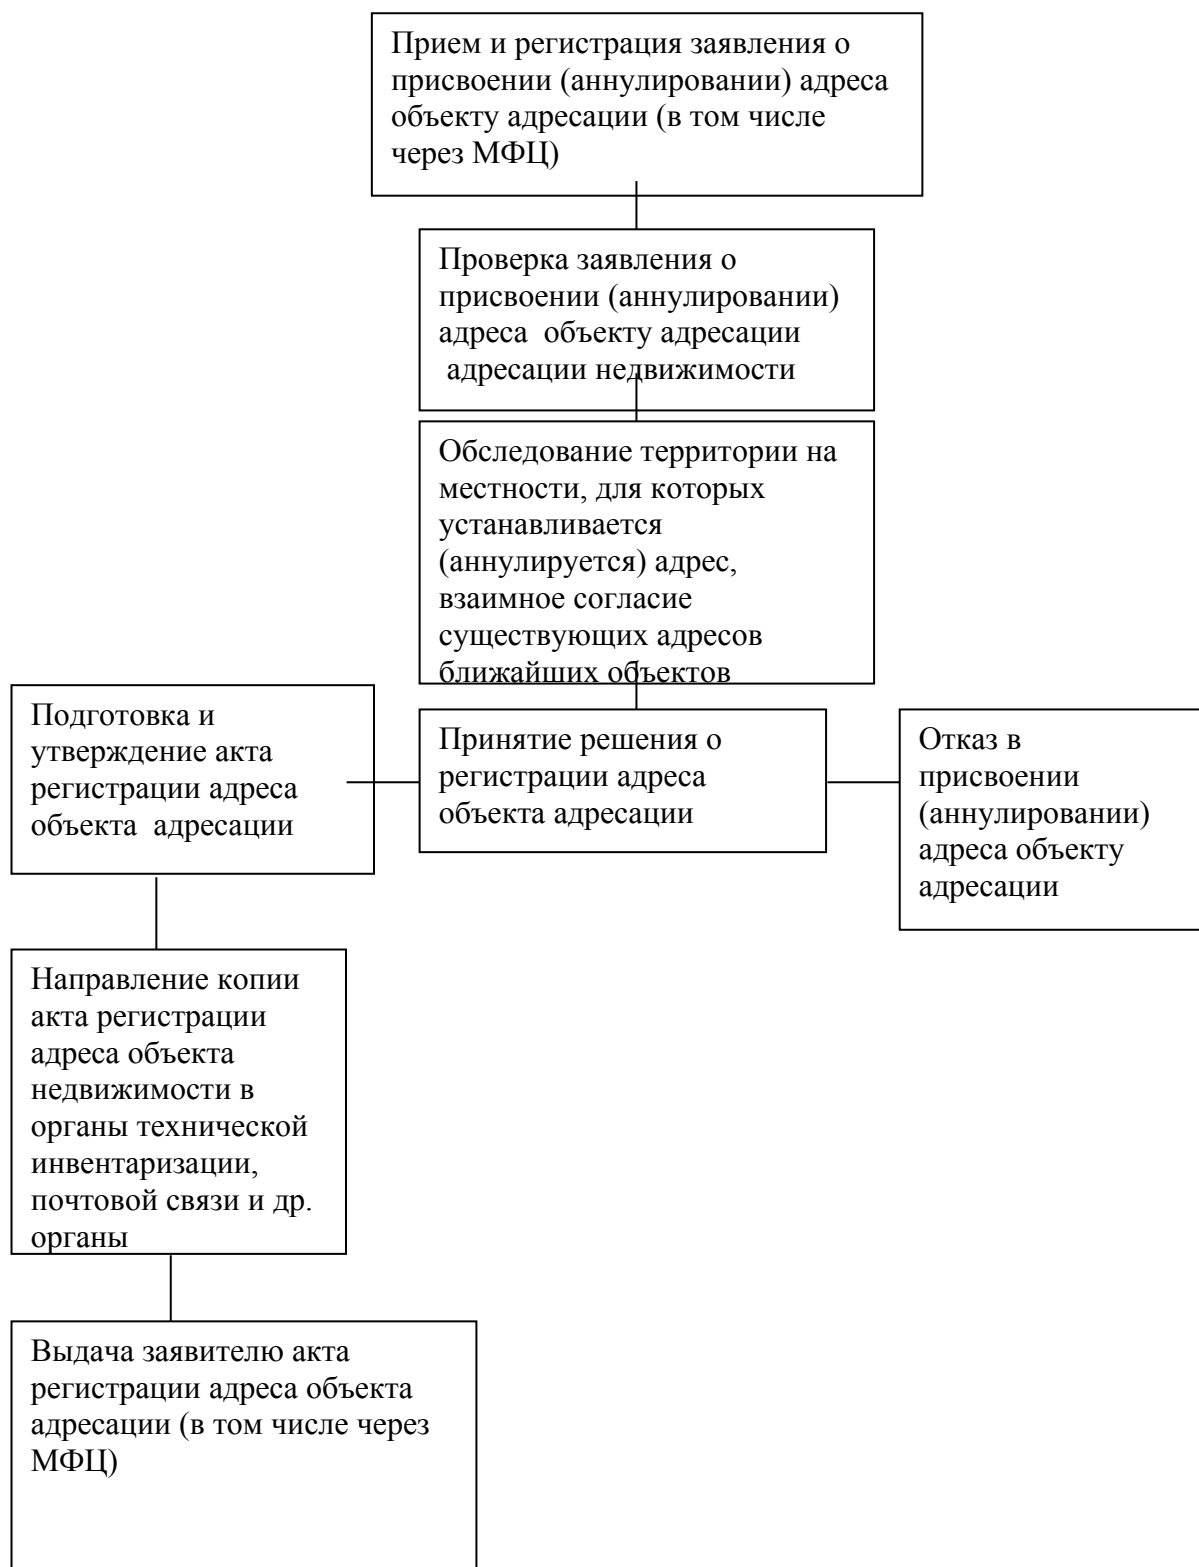 Прием и регистрация заявления о
присвоении (аннулировании) адреса
объекту адресации (в том числе
через МФЦ)
Проверка заявления о
присвоении (аннулировании)
адреса  объекту адресации
адресации недвижимости
Обследование территории на
местности, для которых
устанавливается
(аннулируется) адрес,
взаимное согласие
существующих адресов
ближайших объектов
Подготовка и
утверждение акта
регистрации адреса
объекта  адресации
Принятие решения о
регистрации адреса
объекта адресации
Отказ в
присвоении
(аннулировании)
адреса объекту
адресации
Направление копии
акта регистрации
адреса объекта
недвижимости в
органы технической
инвентаризации,
почтовой связи и др.
органы
Выдача заявителю акта
регистрации адреса объекта
адресации (в том числе через
МФЦ)